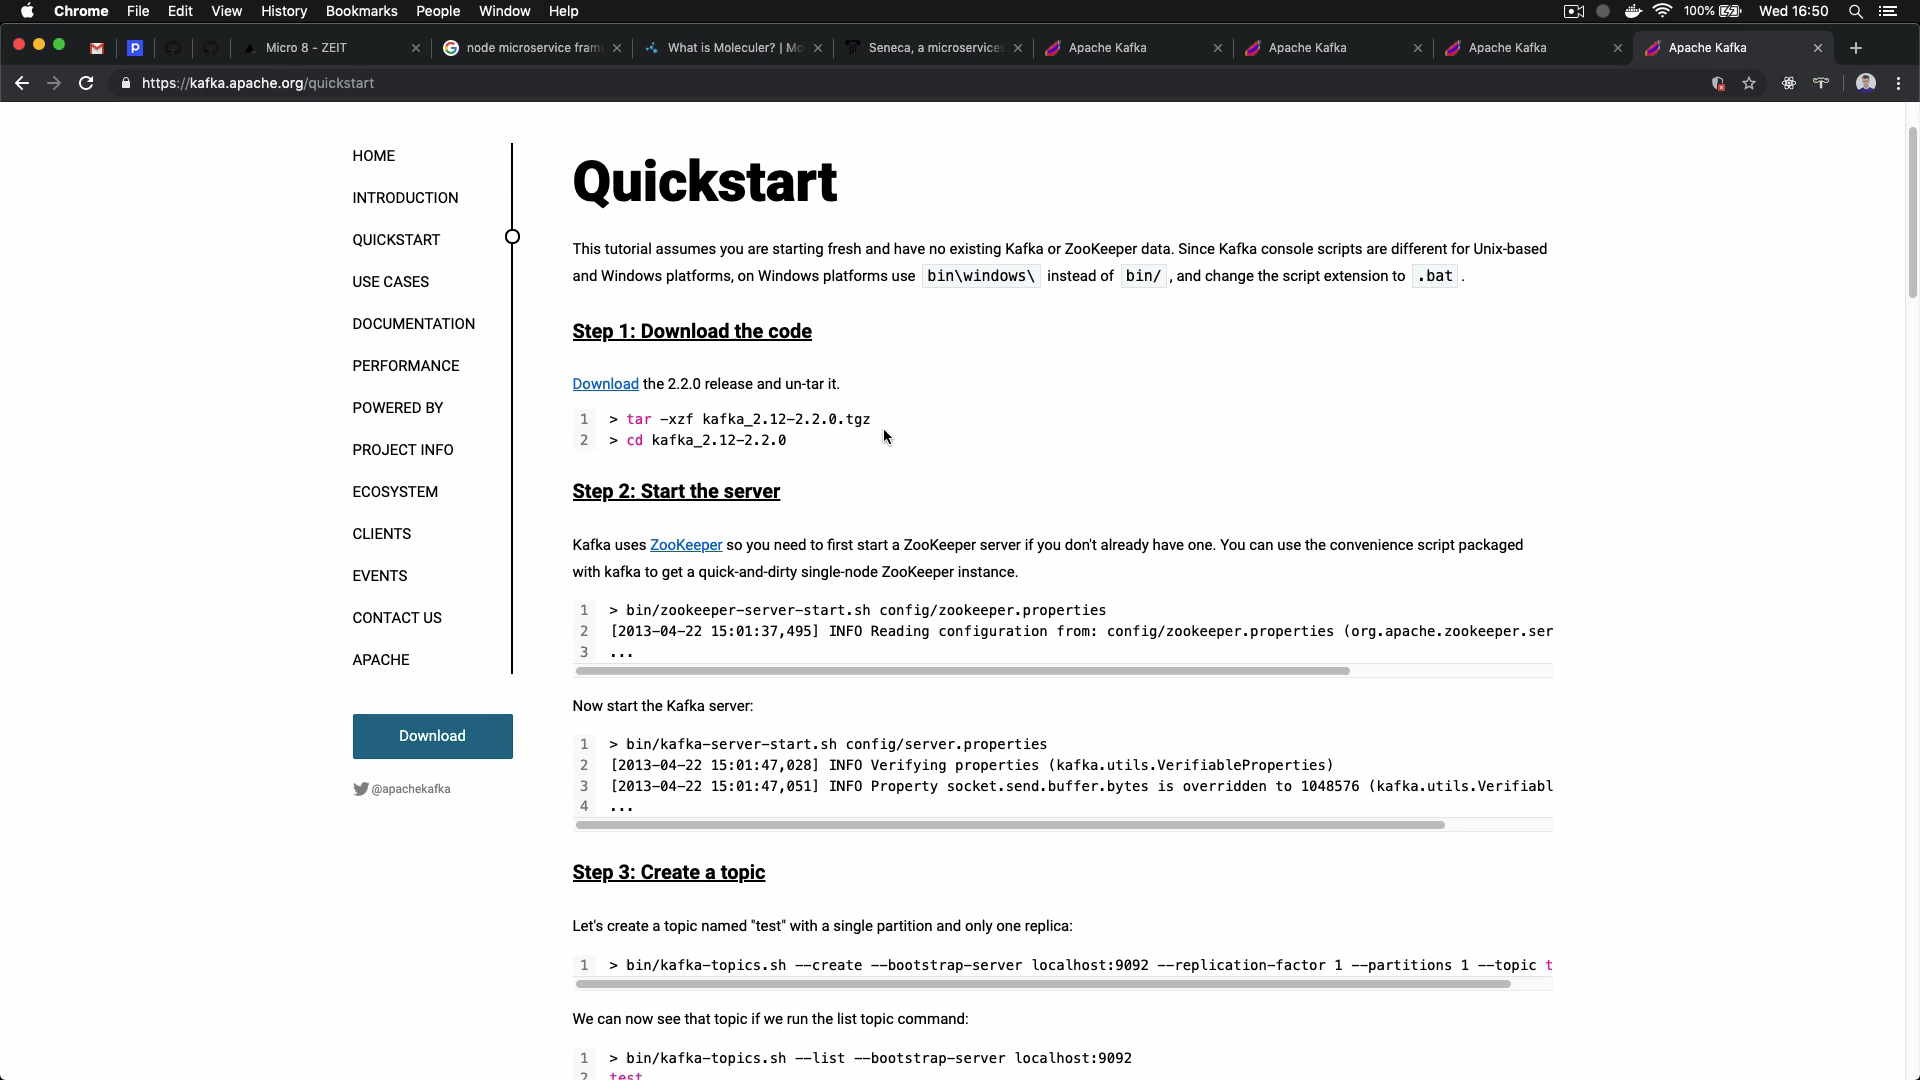 Chrome File Edit View History Bookmarks People Window Help 100% Wed 16:50
Micro 8 - ZEIT
node microservice fram
What is Moleculer? | Mo
Seneca, a microservices
Apache Kafka
Apache Kafka
Apache Kafka
Apache Kafka
https://kafka.apache.org/quickstart
HOME
INTRODUCTION
QUICKSTART
USE CASES
DOCUMENTATION
PERFORMANCE
POWERED BY
PROJECT INFO
ECOSYSTEM
CLIENTS
EVENTS
CONTACT US
APACHE
Download
@apachekafka
Quickstart
This tutorial assumes you are starting fresh and have no existing Kafka or ZooKeeper data. Since Kafka console scripts are different for Unix-based
and Windows platforms, on Windows platforms use bin\windows\ instead of bin/ , and change the script extension to .bat .
Step 1: Download the code
Download the 2.2.0 release and un-tar it.
1 > tar -xzf kafka_2.12-2.2.0.tgz
2 > cd kafka_2.12-2.2.0
Step 2: Start the server
Kafka uses ZooKeeper so you need to first start a ZooKeeper server if you don't already have one. You can use the convenience script packaged
with kafka to get a quick-and-dirty single-node ZooKeeper instance.
1 > bin/zookeeper-server-start.sh config/zookeeper.properties
2 [2013-04-22 15:01:37,495] INFO Reading configuration from: config/zookeeper.properties (org.apache.zookeeper.ser
3 ...
Now start the Kafka server:
1 > bin/kafka-server-start.sh config/server.properties
2 [2013-04-22 15:01:47,028] INFO Verifying properties (kafka.utils.VerifiableProperties)
3 [2013-04-22 15:01:47,051] INFO Property socket.send.buffer.bytes is overridden to 1048576 (kafka.utils.Verifiabl
4 ...
Step 3: Create a topic
Let's create a topic named "test" with a single partition and only one replica:
1 > bin/kafka-topics.sh --create --bootstrap-server localhost:9092 --replication-factor 1 --partitions 1 --topic t
We can now see that topic if we run the list topic command:
1 > bin/kafka-topics.sh --list --bootstrap-server localhost:9092
2 test